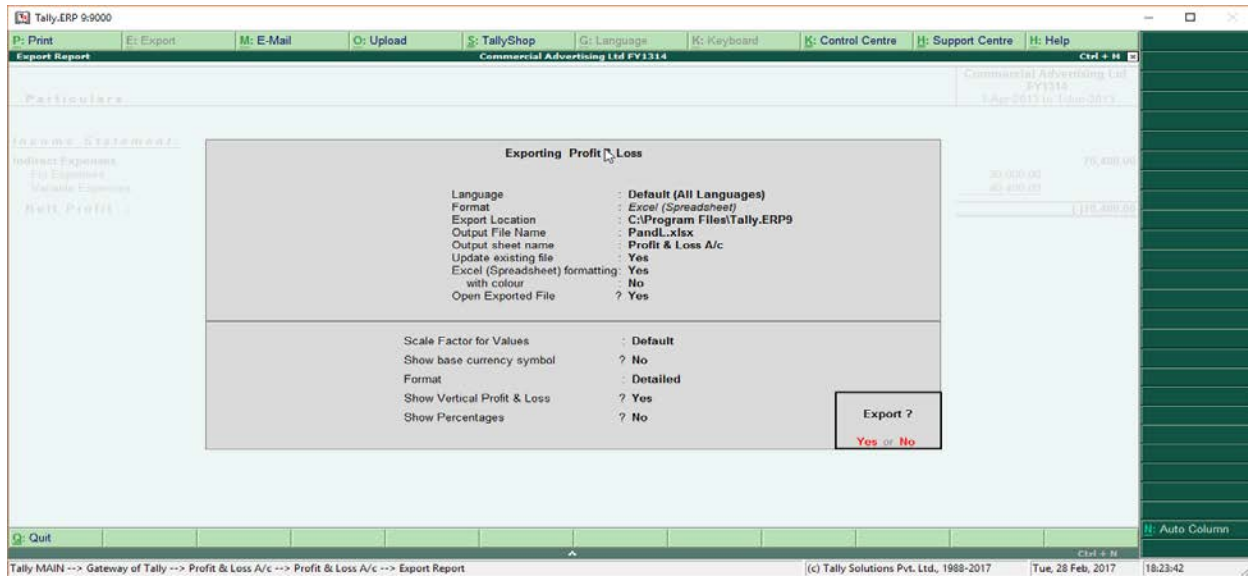 Tally.ERP 9:9000
P: Print E: Export M: E-Mail O: Upload S: TallyShop G: Language K: Keyboard K: Control Centre H: Support Centre H: Help
Export Report Commercial Advertising Ltd FY1314 Ctrl + M
Commercial Advertising Ltd
FY1314
Particulars
Income Statement
Indirect Expenses
Variable Expenses
Nett Profit
Exporting Profit & Loss
Language : Default (All Languages)
Format : Excel (Spreadsheet)
Export Location : C:\Program Files\Tally.ERP9
Output File Name : PandL.xlsx
Output sheet name : Profit & Loss A/c
Update existing file : Yes
Excel (Spreadsheet) formatting : Yes
with colour : No
Open Exported File ? Yes
Scale Factor for Values : Default
Show base currency symbol ? No
Format : Detailed
Show Vertical Profit & Loss ? Yes
Show Percentages ? No
Export ?
Yes or No
N: Auto Column
Q: Quit
Ctrl + N
Tally MAIN --> Gateway of Tally --> Profit & Loss A/c --> Profit & Loss A/c --> Export Report (c) Tally Solutions Pvt. Ltd., 1988-2017 Tue, 28 Feb, 2017 18:23:42